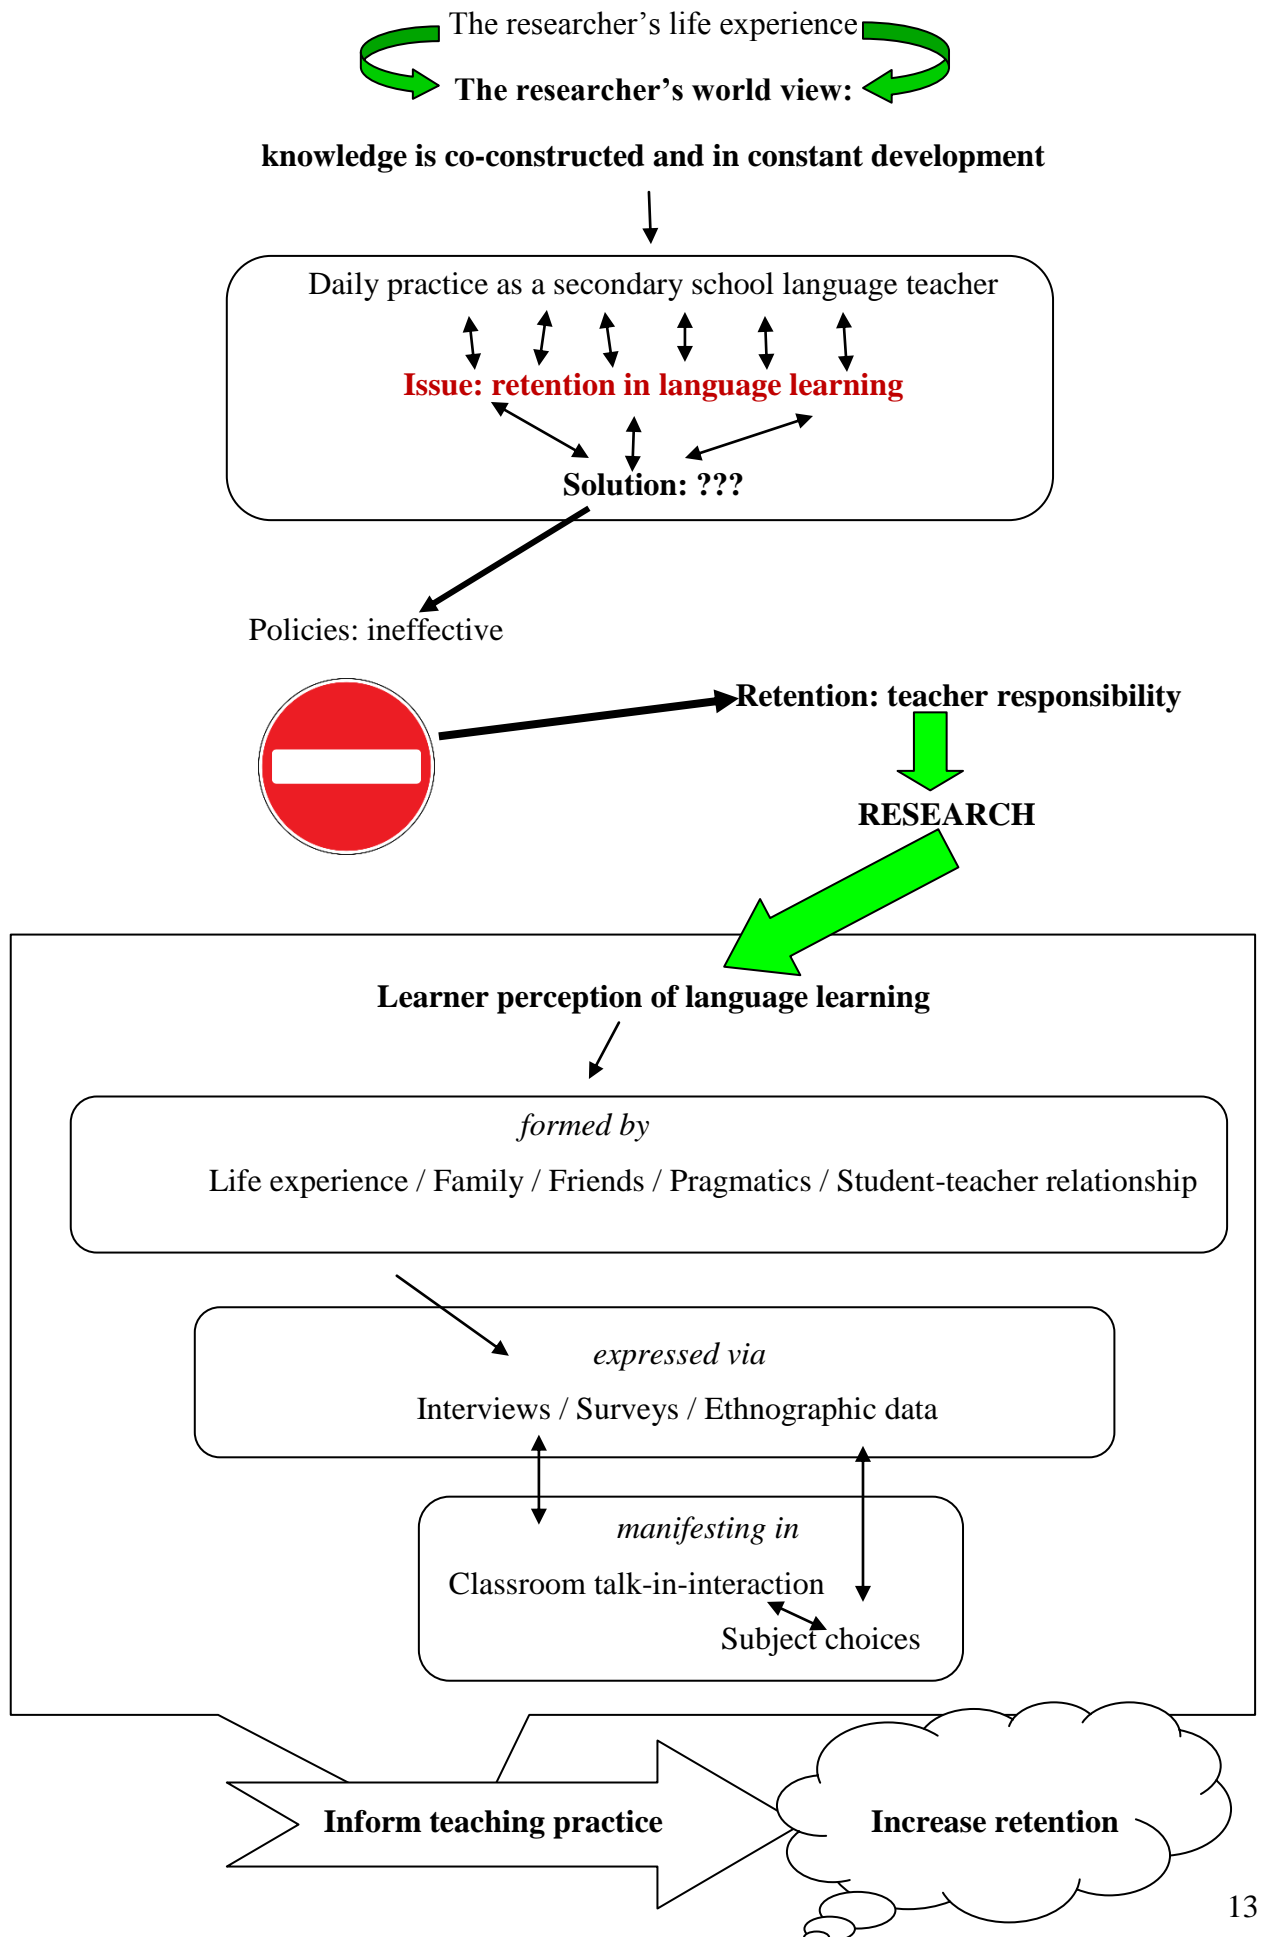 The researcher’s life experience
The researcher’s world view:
knowledge is co-constructed and in constant development
Daily practice as a secondary school language teacher
Issue: retention in language learning
Solution: ???
Policies: ineffective
Retention: teacher responsibility
RESEARCH
Learner perception of language learning
formed by
Life experience / Family / Friends / Pragmatics / Student-teacher relationship
expressed via
Interviews / Surveys / Ethnographic data
manifesting in
Classroom talk-in-interaction
Subject choices
Inform teaching practice
Increase retention
13